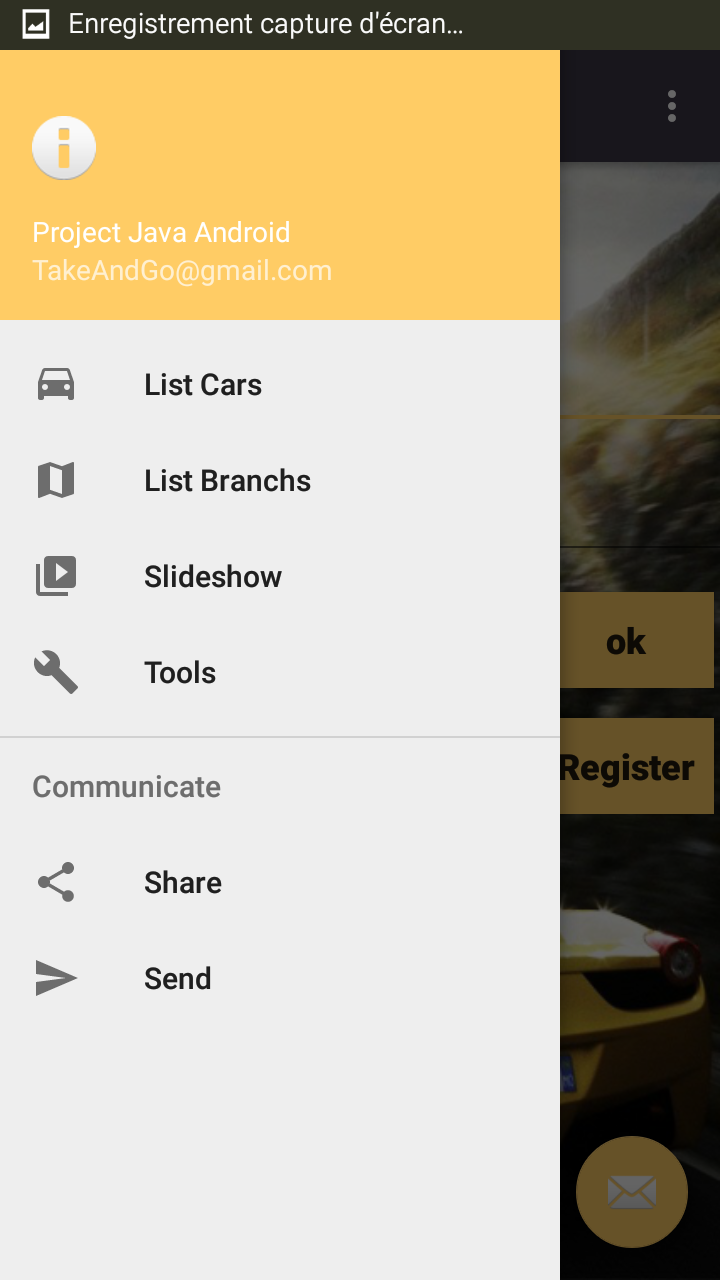 Enregistrement capture d'écran...
Project Java Android
TakeAndGo@gmail.com
List Cars
List Branchs
Slideshow
Tools
ok
Register
Communicate
Share
Send